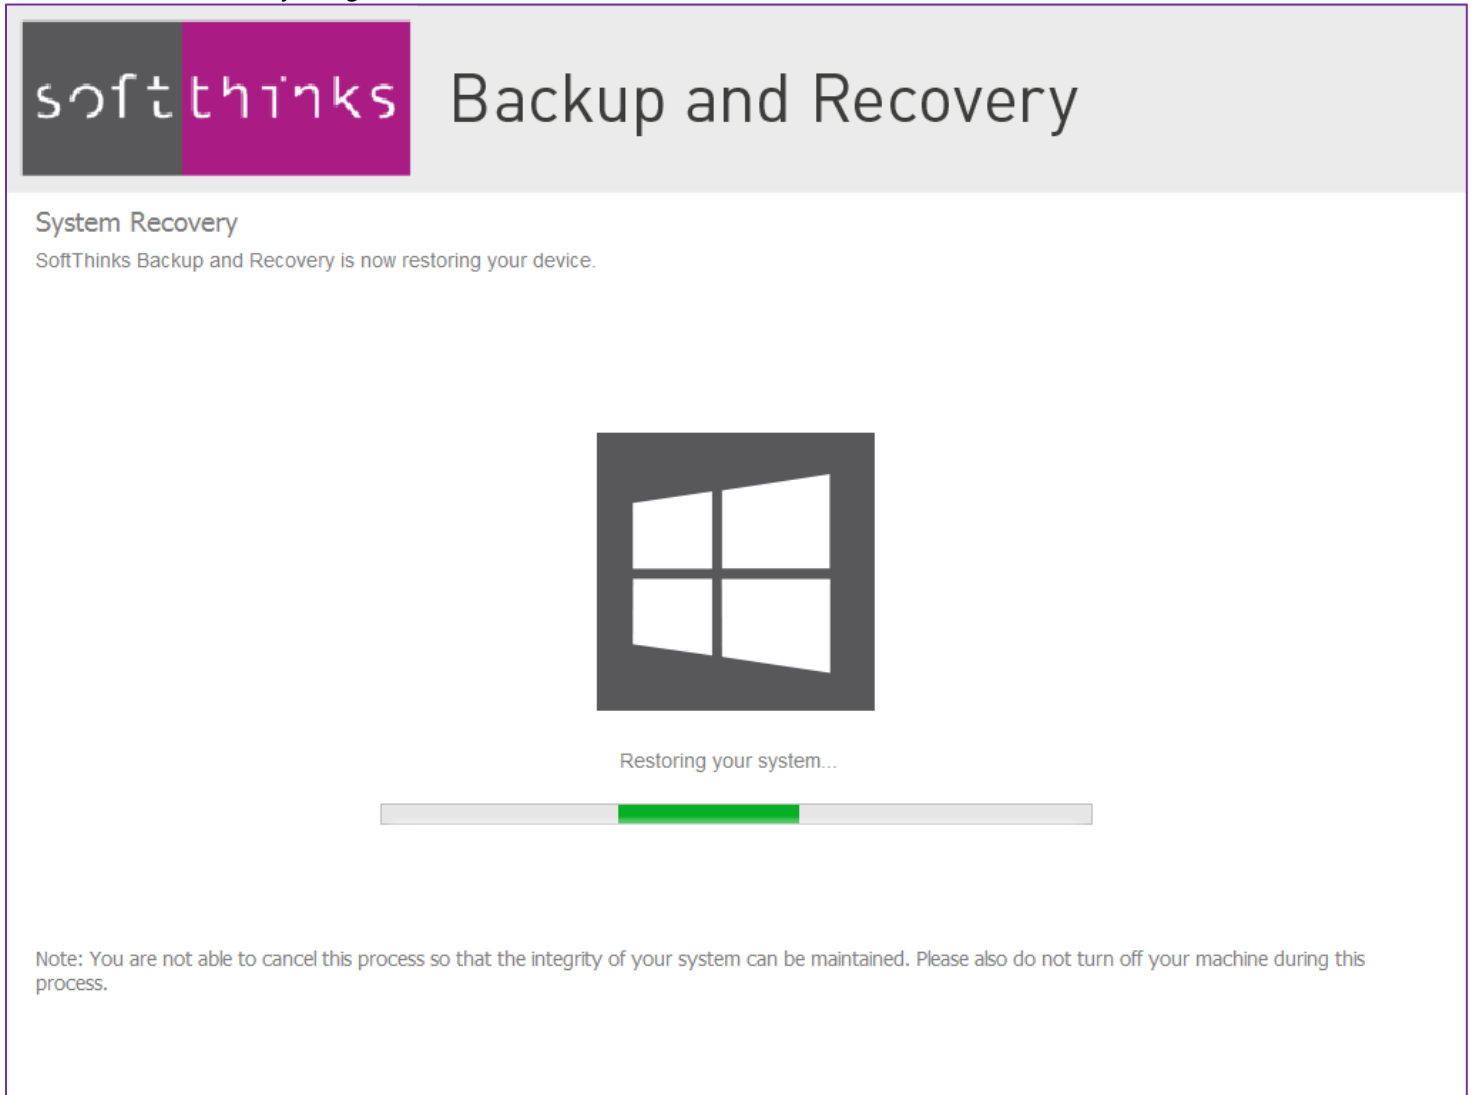 softthinks
Backup and Recovery
System Recovery
SoftThinks Backup and Recovery is now restoring your device.
Restoring your system...
Note: You are not able to cancel this process so that the integrity of your system can be maintained. Please also do not turn off your machine during this
process.